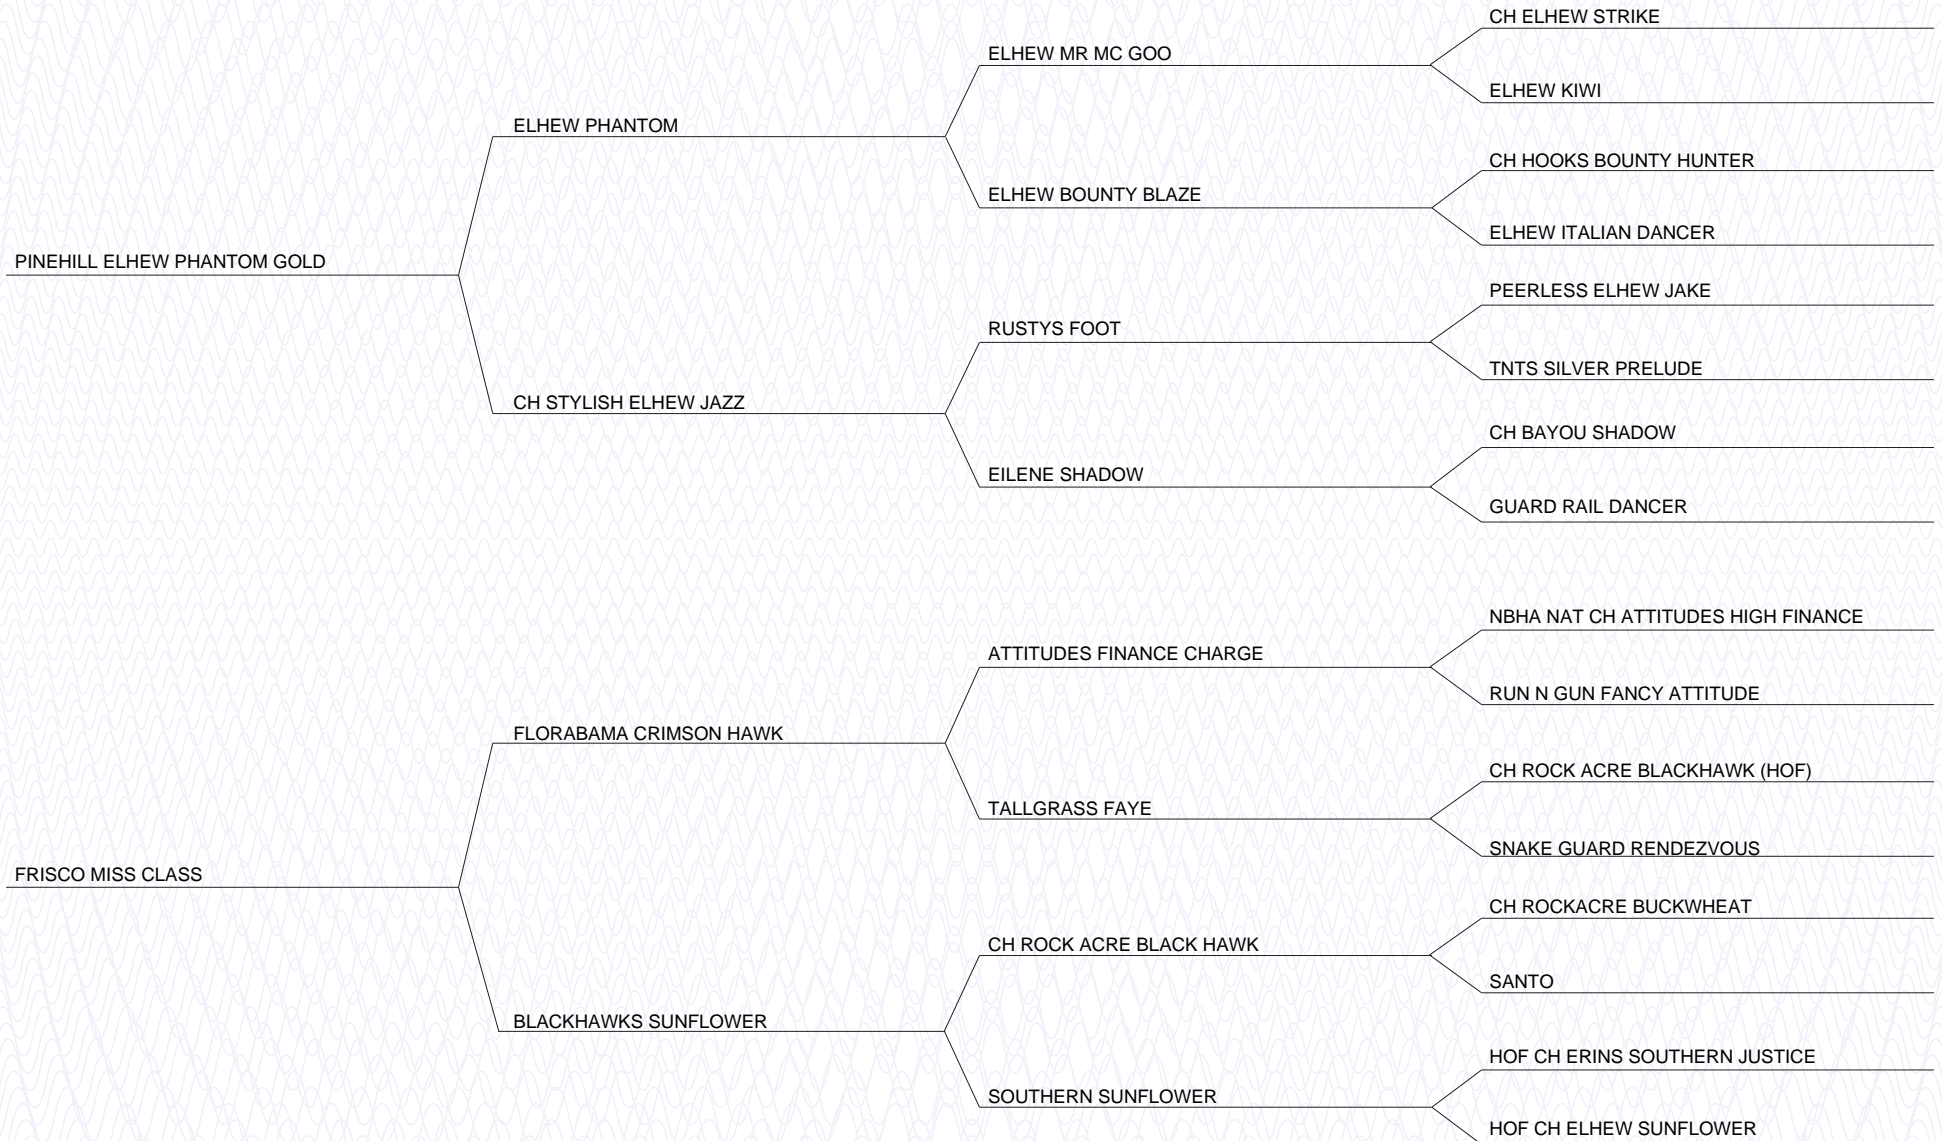 CH ELHEW STRIKE
ELHEW MR MC GOO
ELHEW KIWI
ELHEW PHANTOM
CH HOOKS BOUNTY HUNTER
ELHEW BOUNTY BLAZE
ELHEW ITALIAN DANCER
PINEHILL ELHEW PHANTOM GOLD
PEERLESS ELHEW JAKE
RUSTYS FOOT
TNTS SILVER PRELUDE
CH STYLISH ELHEW JAZZ
CH BAYOU SHADOW
EILENE SHADOW
GUARD RAIL DANCER
NBHA NAT CH ATTITUDES HIGH FINANCE
ATTITUDES FINANCE CHARGE
RUN N GUN FANCY ATTITUDE
FLORABAMA CRIMSON HAWK
CH ROCK ACRE BLACKHAWK (HOF)
TALLGRASS FAYE
SNAKE GUARD RENDEZVOUS
FRISCO MISS CLASS
CH ROCKACRE BUCKWHEAT
CH ROCK ACRE BLACK HAWK
SANTO
BLACKHAWKS SUNFLOWER
HOF CH ERINS SOUTHERN JUSTICE
SOUTHERN SUNFLOWER
HOF CH ELHEW SUNFLOWER